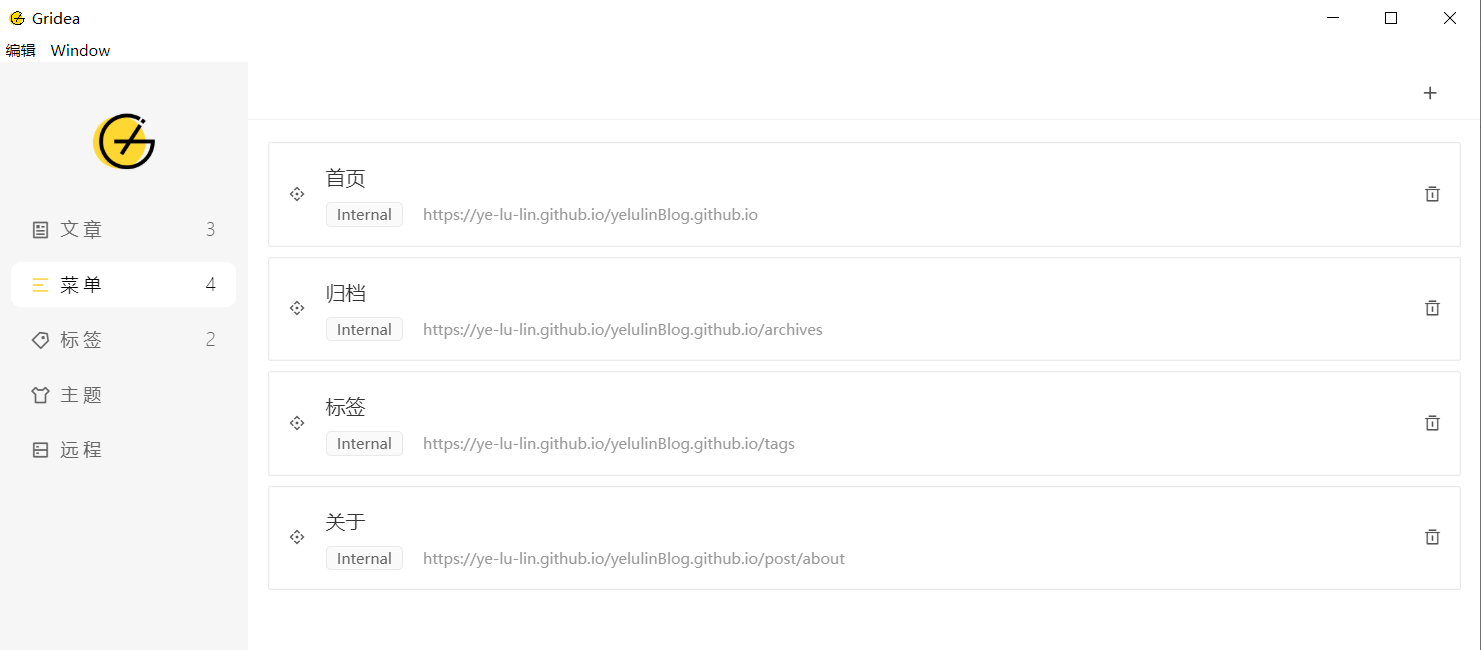 Gridea
编辑 Window
文章 3
菜单 4
标签 2
主题
远程
首页
Internal https://ye-lu-lin.github.io/yelulinBlog.github.io
归档
Internal https://ye-lu-lin.github.io/yelulinBlog.github.io/archives
标签
Internal https://ye-lu-lin.github.io/yelulinBlog.github.io/tags
关于
Internal https://ye-lu-lin.github.io/yelulinBlog.github.io/post/about